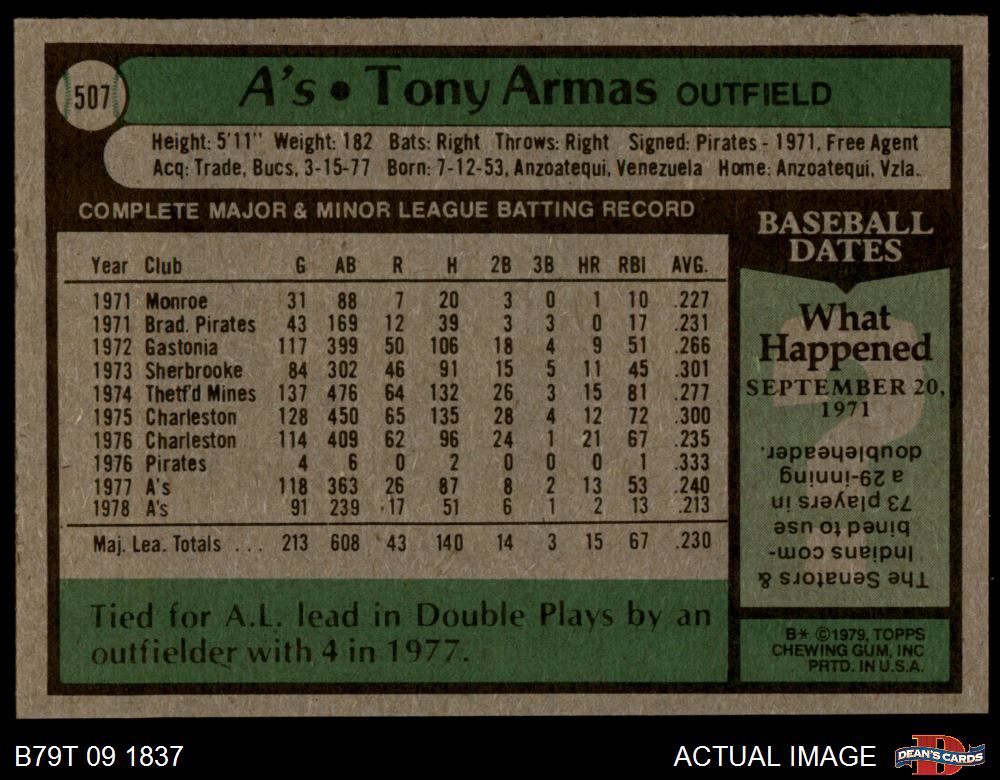 507
A's • Tony Armas OUTFIELD
Height: 5'11" Weight: 182 Bats: Right Throws: Right Signed: Pirates - 1971, Free Agent
Acq: Trade, Bucs, 3-15-77 Born: 7-12-53, Anzoatequi, Venezuela Home: Anzoatequi, Vzla.
COMPLETE MAJOR & MINOR LEAGUE BATTING RECORD
Year Club G AB R H 2B 3B HR RBI AVG.
1971 Monroe 31 88 7 20 3 0 1 10 .227
1971 Brad. Pirates 43 169 12 39 3 3 0 17 .231
1972 Gastonia 117 399 50 106 18 4 9 51 .266
1973 Sherbrooke 84 302 46 91 15 5 11 45 .301
1974 Thetf'd Mines 137 476 64 132 26 3 15 81 .277
1975 Charleston 128 450 65 135 28 4 12 72 .300
1976 Charleston 114 409 62 96 24 1 21 67 .235
1976 Pirates 4 6 0 2 0 0 0 1 .333
1977 A's 118 363 26 87 8 2 13 53 .240
1978 A's 91 239 17 51 6 1 2 13 .213
Maj. Lea. Totals ... 213 608 43 140 14 3 15 67 .230
Tied for A.L. lead in Double Plays by an
outfielder with 4 in 1977.
BASEBALL
DATES
What
Happened
SEPTEMBER 20,
1971
The Senators &
Indians com-
bined to use
73 players in
a 29-inning
doubleheader.
B* ©1979, TOPPS
CHEWING GUM, INC
PRTD. IN U.S.A.
B79T 09 1837
ACTUAL IMAGE
DEAN'S CARDS